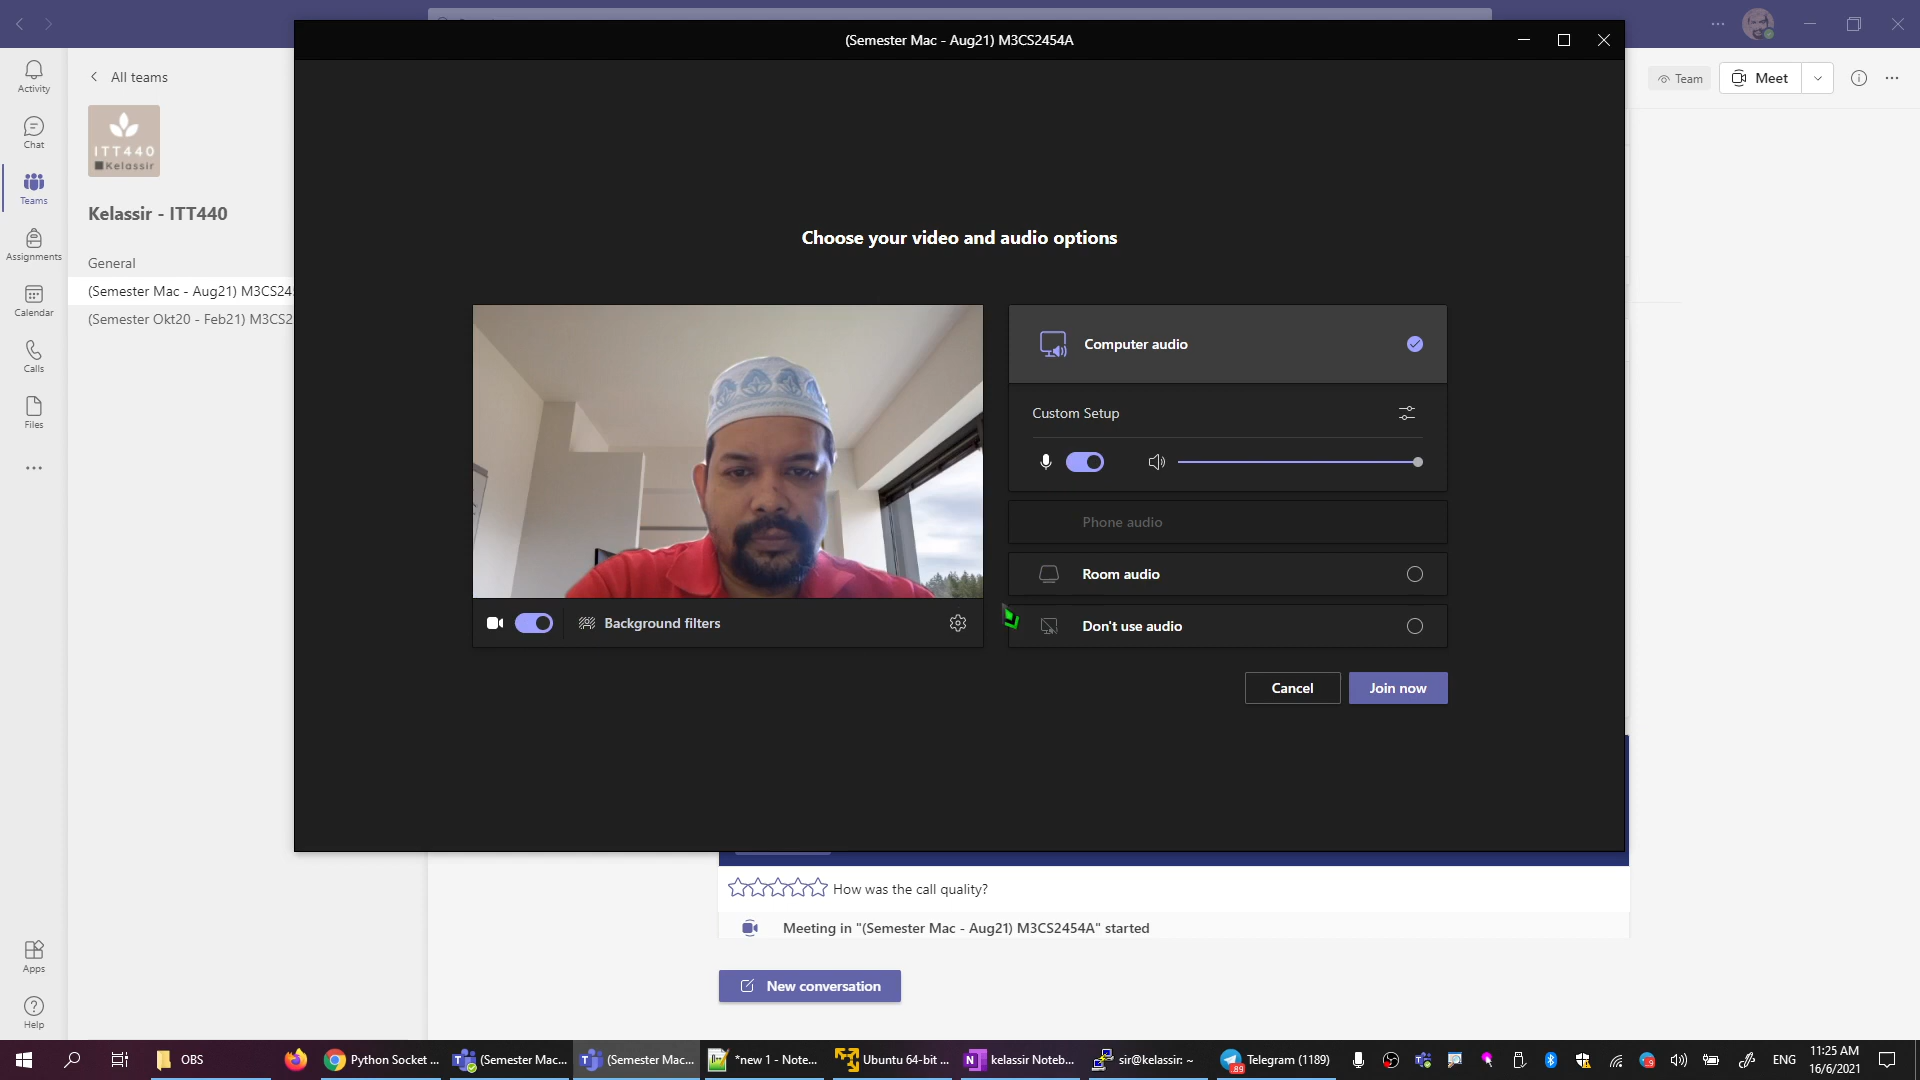 (Semester Mac - Aug21) M3CS2454A
Activity
Chat
Teams
Assignments
Calendar
Calls
Files
Apps
Help
All teams
ITT440
Kelassir
Kelassir - ITT440
General
(Semester Mac - Aug21) M3CS24
(Semester Okt20 - Feb21) M3CS2
Team
Meet
Choose your video and audio options
Computer audio
Custom Setup
Phone audio
Room audio
Don't use audio
Background filters
Cancel
Join now
How was the call quality?
Meeting in "(Semester Mac - Aug21) M3CS2454A" started
New conversation
OBS
Python Socket ...
(Semester Mac...
(Semester Mac...
*new 1 - Note...
Ubuntu 64-bit ...
kelassir Noteb...
sir@kelassir: ~
Telegram (1189)
ENG
11:25 AM
16/6/2021